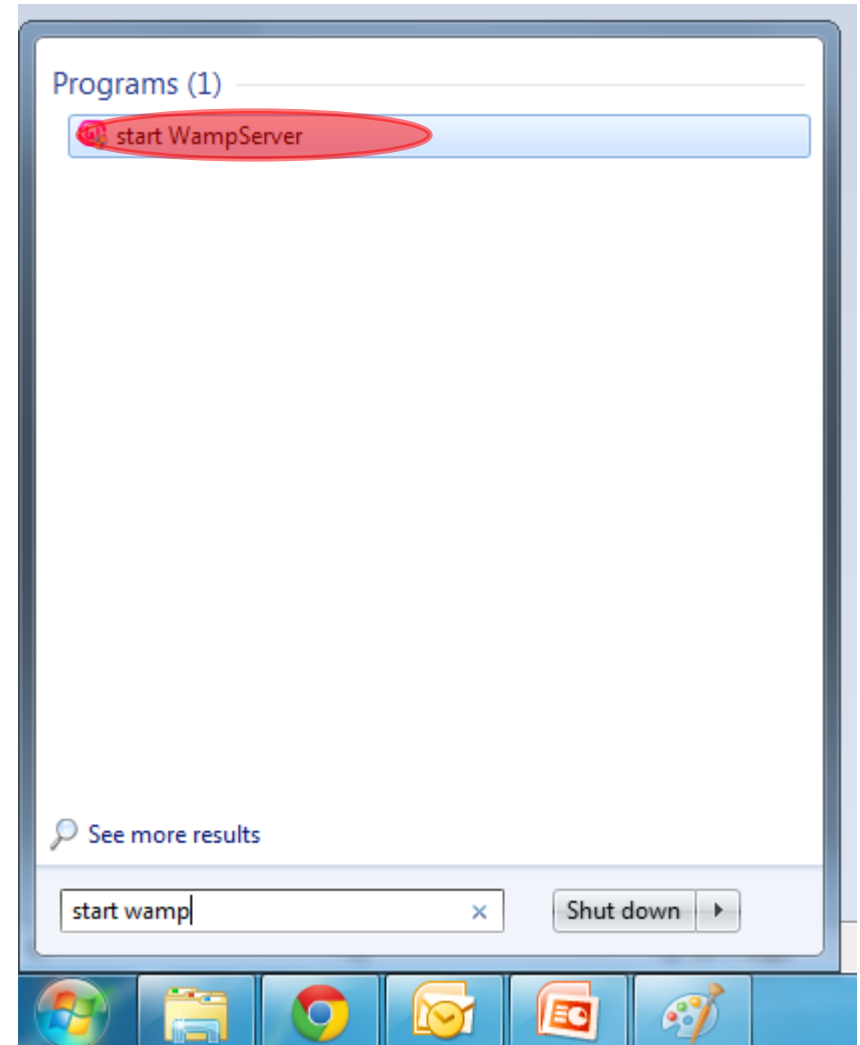 Programs (1)
start WampServer
See more results
start wamp
Shut down